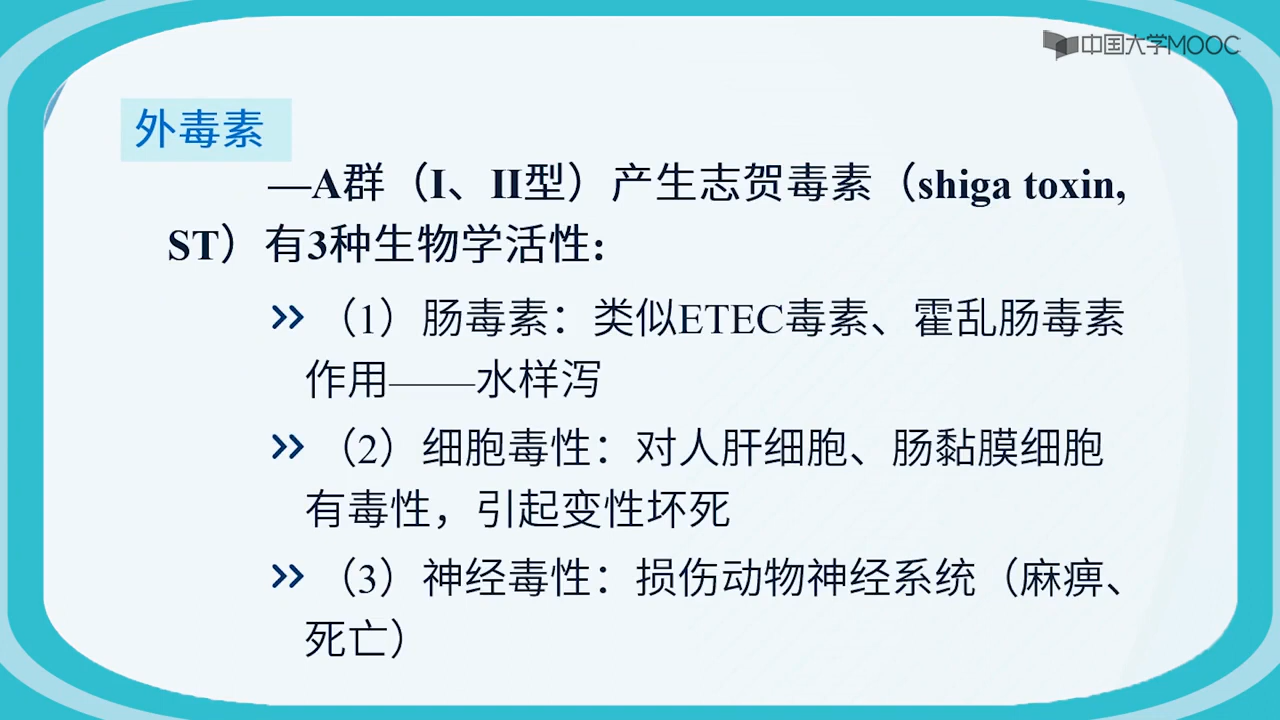 中国大学MOOC
外毒素
—A群（I、II型）产生志贺毒素（shiga toxin,
ST）有3种生物学活性：
（1）肠毒素：类似ETEC毒素、霍乱肠毒素
作用——水样泻
（2）细胞毒性：对人肝细胞、肠黏膜细胞
有毒性，引起变性坏死
（3）神经毒性：损伤动物神经系统（麻痹、
死亡）